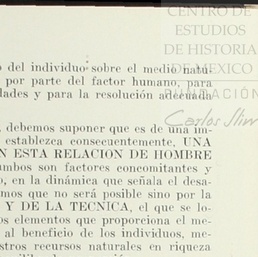 CENTRO DE
ESTUDIOS
DE HISTORIA
DE MEXICO
FUNDACIÓN
Carlos Slim
o del individuo sobre el medio natu-
por parte del factor humano, para
dades y para la resolución adecuada
, debemos suponer que es de una im-
establezca consecuentemente, UNA
N ESTA RELACION DE HOMBRE
mbos son factores concomitantes y
o, en la dinámica que señala el desa-
mos que no será posible sino por la
Y DE LA TECNICA, el que se lo-
os elementos que proporciona el me-
al beneficio de los individuos, me-
stros recursos naturales en riqueza